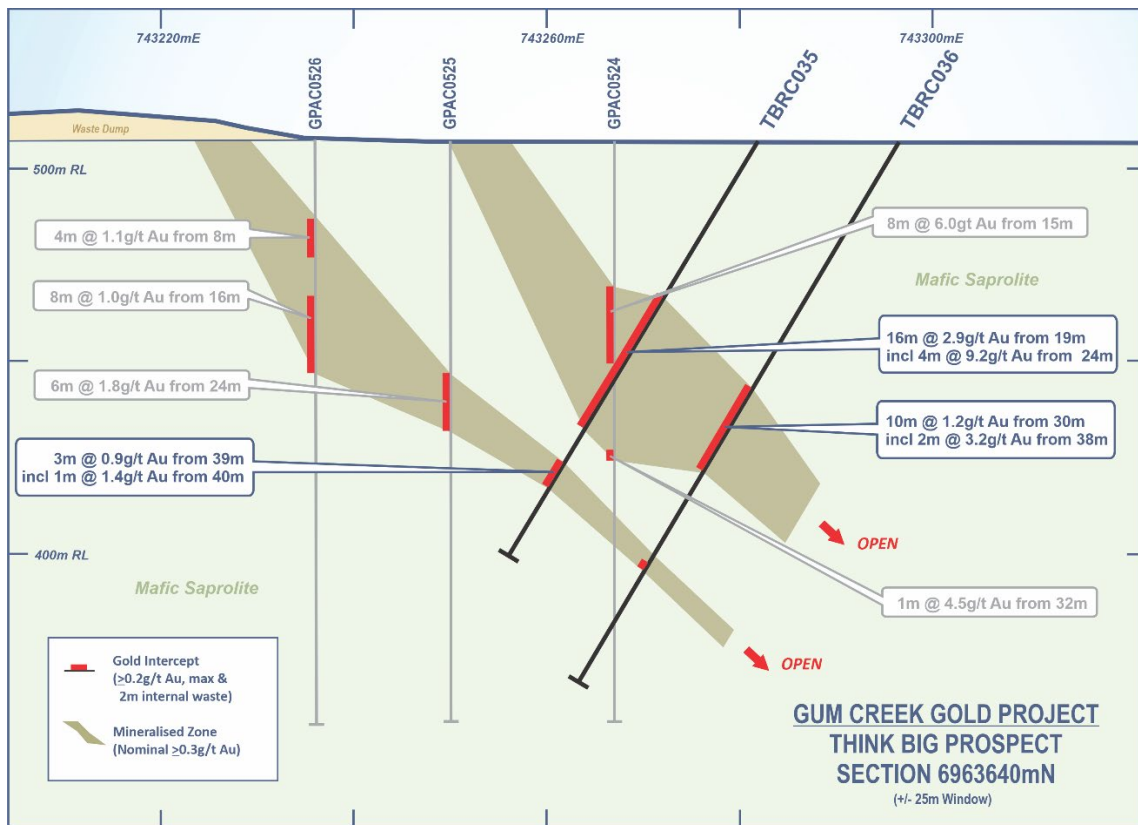 743220mE
743260mE
743300mE
GPAC0526
GPAC0525
GPAC0524
TBRC035
TBRC036
Waste Dump
500m RL
4m @ 1.1g/t Au from 8m
8m @ 6.0gt Au from 15m
Mafic Saprolite
8m @ 1.0g/t Au from 16m
16m @ 2.9g/t Au from 19m
incl 4m @ 9.2g/t Au from 24m
6m @ 1.8g/t Au from 24m
10m @ 1.2g/t Au from 30m
incl 2m @ 3.2g/t Au from 38m
3m @ 0.9g/t Au from 39m
incl 1m @ 1.4g/t Au from 40m
OPEN
400m RL
Mafic Saprolite
1m @ 4.5g/t Au from 32m
OPEN
Gold Intercept
(≥0.2g/t Au, max &
2m internal waste)
Mineralised Zone
(Nominal ≥0.3g/t Au)
GUM CREEK GOLD PROJECT
THINK BIG PROSPECT
SECTION 6963640mN
(+/- 25m Window)